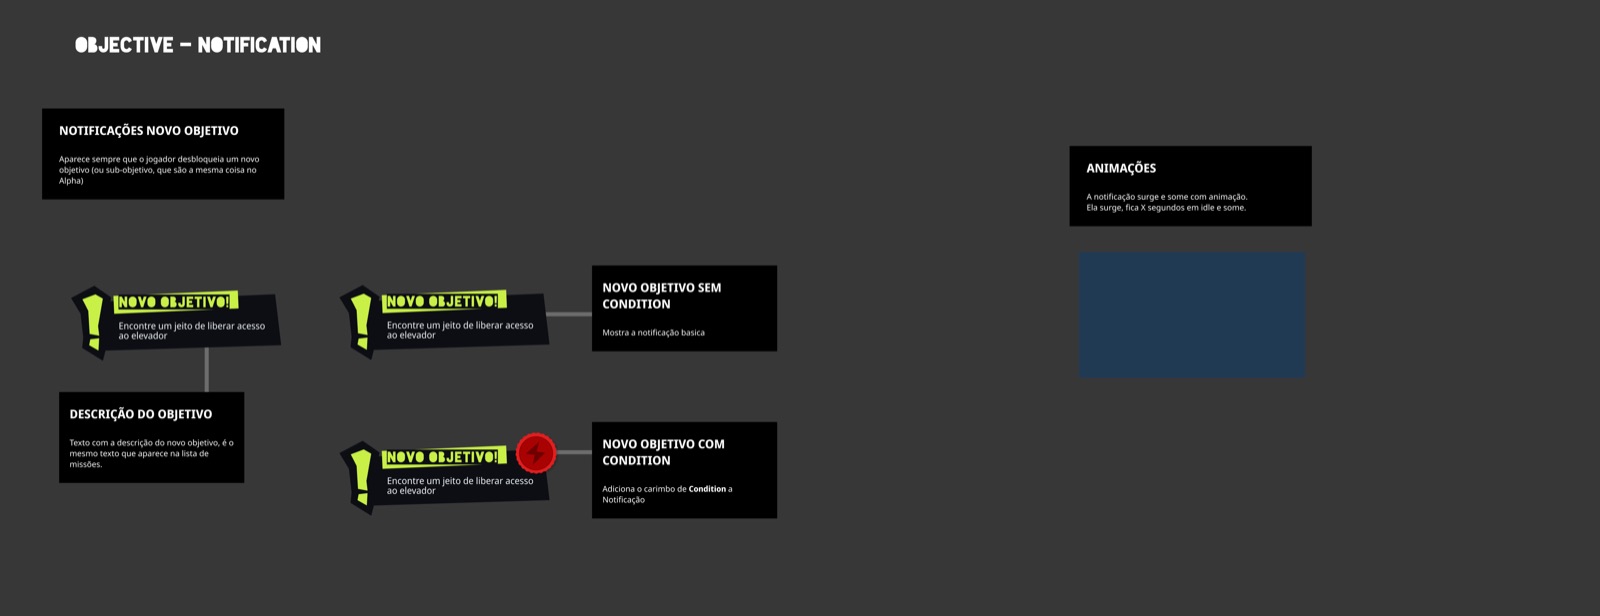 OBJECTIVE – NOTIFICATION
NOTIFICAÇÕES NOVO OBJETIVO
Aparece sempre que o jogador desbloqueia um novo
objetivo (ou sub-objetivo, que são a mesma coisa no
Alpha)
ANIMAÇÕES
A notificação surge e some com animação.
Ela surge, fica X segundos em idle e some.
NOVO OBJETIVO!
Encontre um jeito de liberar acesso
ao elevador
NOVO OBJETIVO!
Encontre um jeito de liberar acesso
ao elevador
NOVO OBJETIVO SEM
CONDITION
Mostra a notificação basica
DESCRIÇÃO DO OBJETIVO
Texto com a descrição do novo objetivo, é o
mesmo texto que aparece na lista de
missões.
NOVO OBJETIVO!
Encontre um jeito de liberar acesso
ao elevador
NOVO OBJETIVO COM
CONDITION
Adiciona o carimbo de Condition a
Notificação